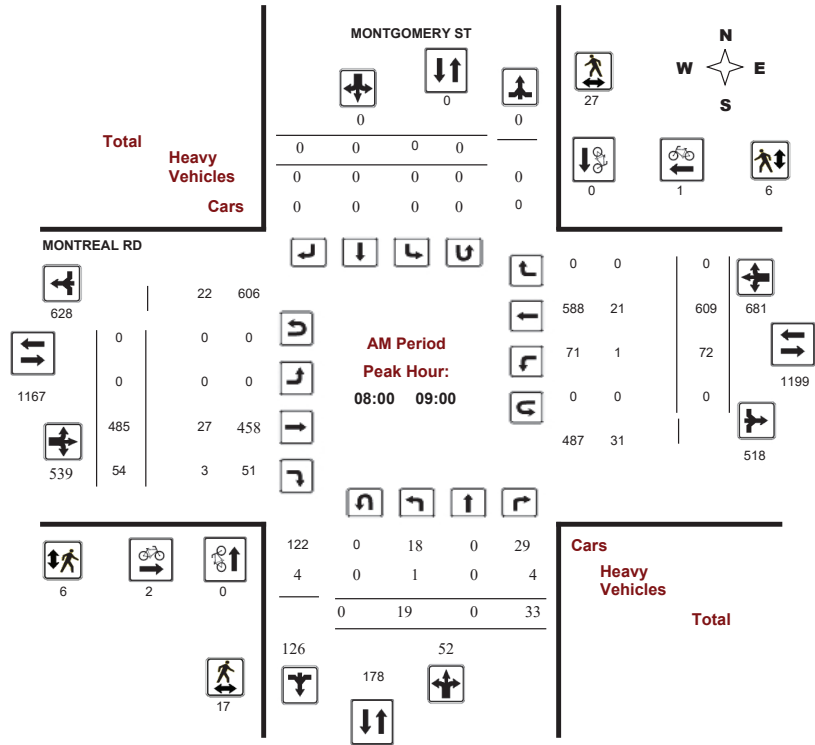 MONTGOMERY ST
N
W E
S
0
27
0 0
Total 0 0 0 0
Heavy
Vehicles 0 0 0 0 0
Cars 0 0 0 0 0
0 1 6
MONTREAL RD
0 0 0
22 606
628
588 21 609 681
0 0 0
AM Period
71 1 72
Peak Hour:
1167
0 0 0
1199
08:00 09:00
0 0 0
485 27 458
487 31
518
539 54 3 51
122 0 18 0 29 Cars
4 0 1 0 4 Heavy
Vehicles
6 2 0
0 19 0 33 Total
126 52
178
17